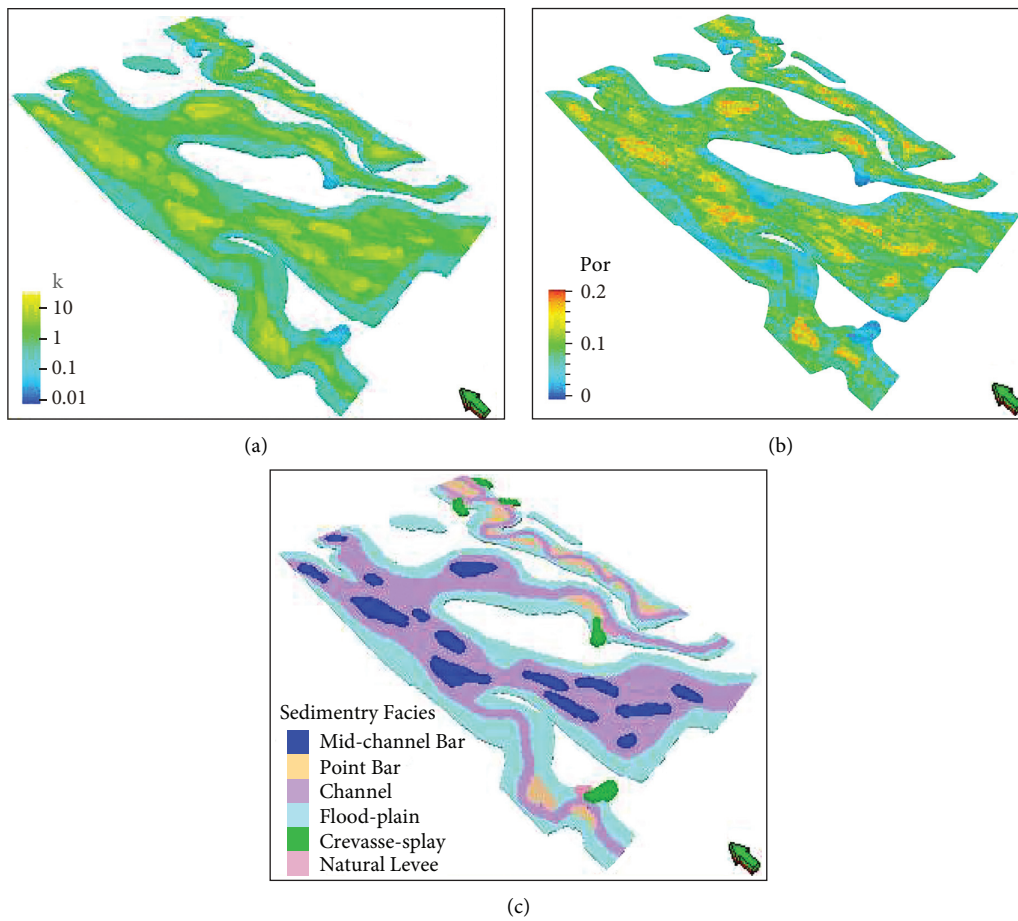 k
10
1
0.1
0.01
(a)
Por
0.2
0.1
0
(b)
Sedimentry Facies
Mid-channel Bar
Point Bar
Channel
Flood-plain
Crevasse-splay
Natural Levee
(c)